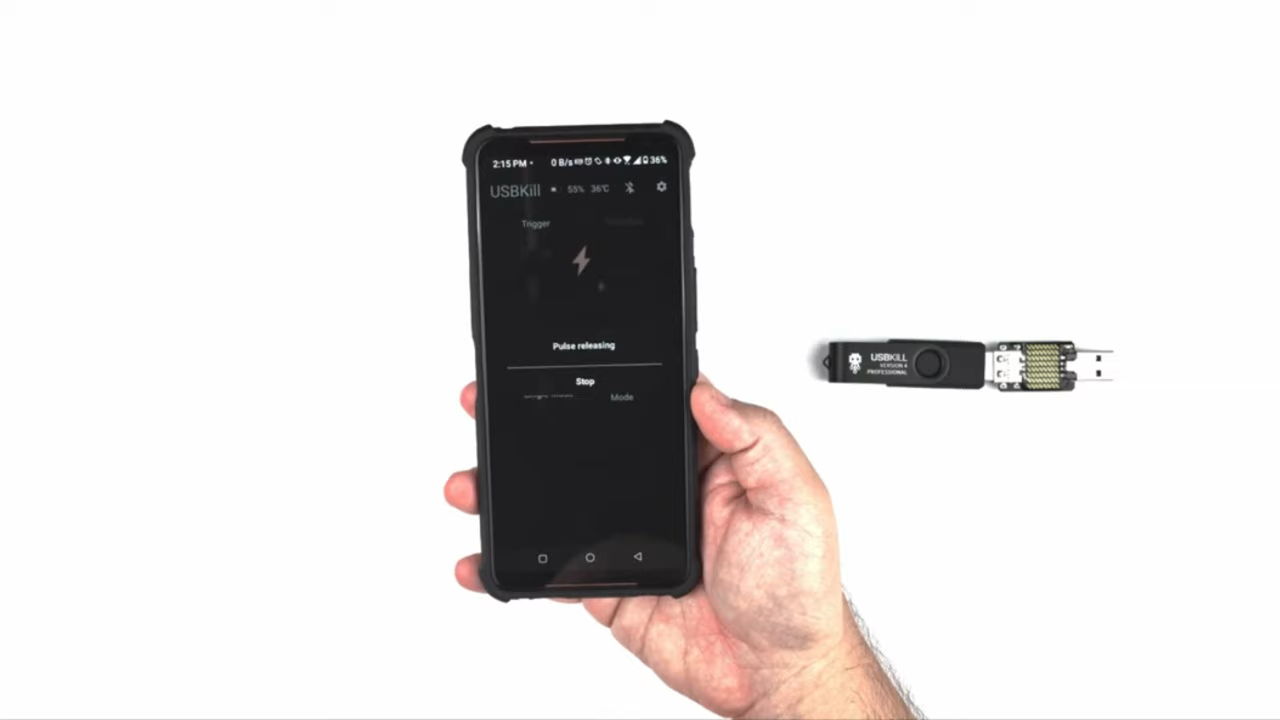 2:15 PM
0 B/s
36%
USBKill
55% 36℃
Trigger
Pulse releasing
Stop
Mode
USBKILL
VERSION 4
PROFESSIONAL